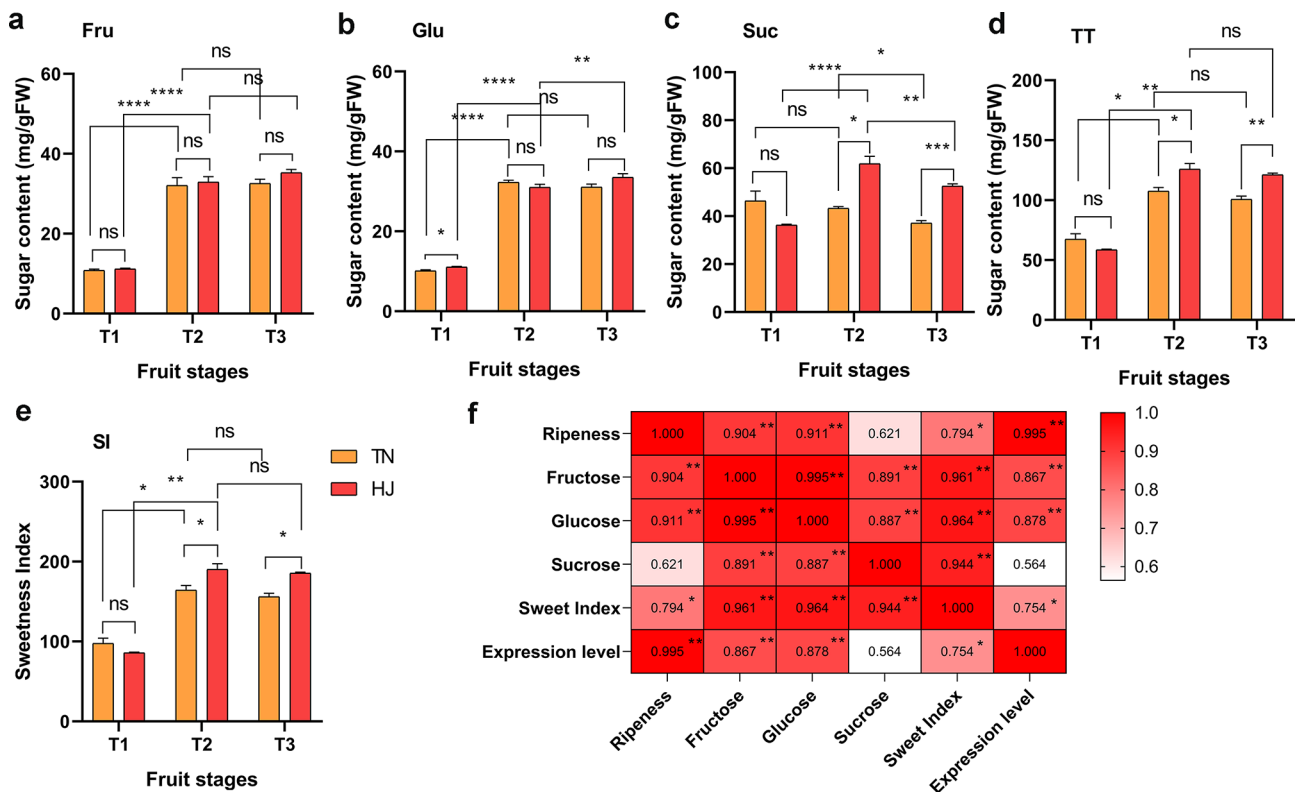 a
Fru
ns
ns
****
****
ns
ns
ns
Sugar content (mg/gFW)
60
40
20
0
T1
T2
T3
Fruit stages
b
Glu
**
****
ns
****
ns
ns
*
Sugar content (mg/gFW)
60
40
20
0
T1
T2
T3
Fruit stages
c
Suc
*
****
ns
**
*
ns
***
Sugar content (mg/gFW)
100
80
60
40
20
0
T1
T2
T3
Fruit stages
d
TT
ns
ns
**
*
*
**
ns
Sugar content (mg/gFW)
200
150
100
50
0
T1
T2
T3
Fruit stages
e
SI
ns
ns
**
*
*
*
ns
Sweetness Index
300
200
100
0
T1
T2
T3
Fruit stages
TN
HJ
f
Ripeness 1.000 0.904 ** 0.911 ** 0.621 0.794 * 0.995 **
Fructose 0.904 ** 1.000 0.995 ** 0.891 ** 0.961 ** 0.867 **
Glucose 0.911 ** 0.995 ** 1.000 0.887 ** 0.964 ** 0.878 **
Sucrose 0.621 0.891 ** 0.887 ** 1.000 0.944 ** 0.564
Sweet Index 0.794 * 0.961 ** 0.964 ** 0.944 ** 1.000 0.754 *
Expression level 0.995 ** 0.867 ** 0.878 ** 0.564 0.754 * 1.000
Ripeness
Fructose
Glucose
Sucrose
Sweet Index
Expression level
1.0
0.9
0.8
0.7
0.6